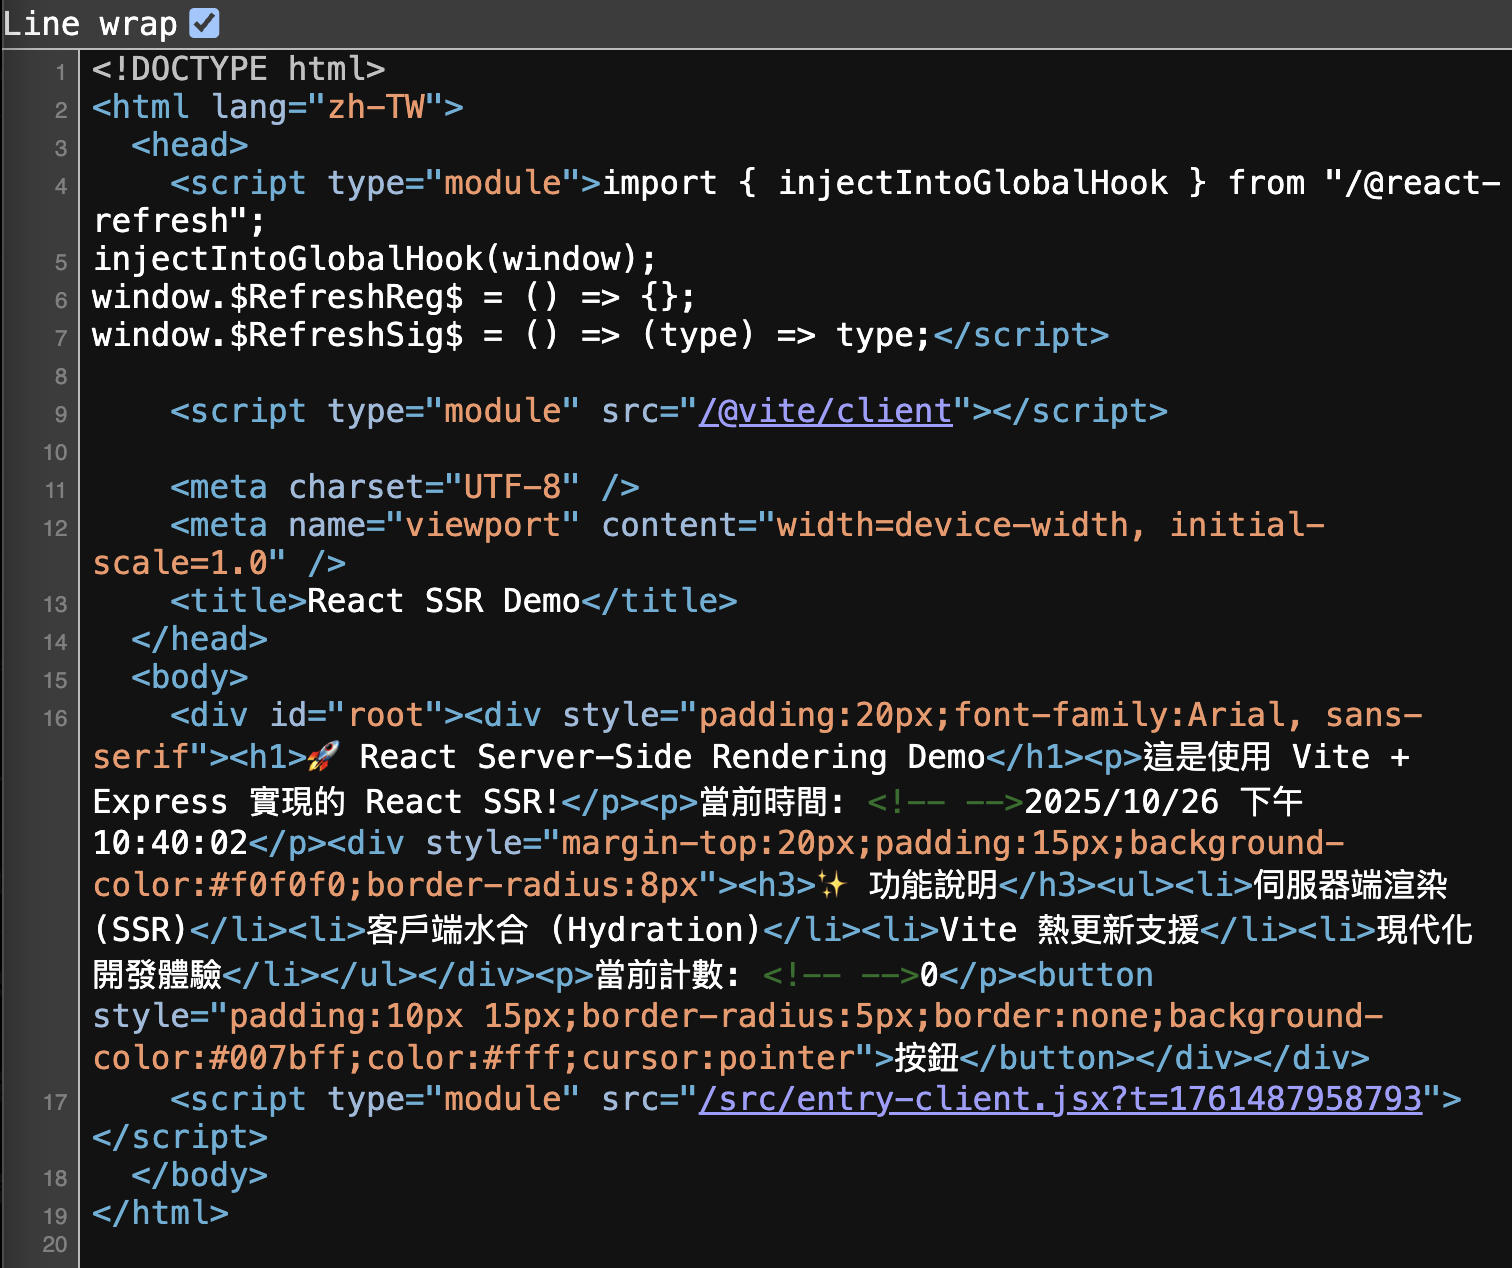 Line wrap
1 <!DOCTYPE html>
2 <html lang="zh-TW">
3   <head>
4     <script type="module">import { injectIntoGlobalHook } from "/@react-
refresh";
5 injectIntoGlobalHook(window);
6 window.$RefreshReg$ = () => {};
7 window.$RefreshSig$ = () => (type) => type;</script>
8
9     <script type="module" src="/@vite/client"></script>
10
11     <meta charset="UTF-8" />
12     <meta name="viewport" content="width=device-width, initial-
scale=1.0" />
13     <title>React SSR Demo</title>
14   </head>
15   <body>
16     <div id="root"><div style="padding:20px;font-family:Arial, sans-
serif"><h1>🚀 React Server-Side Rendering Demo</h1><p>這是使用 Vite +
Express 實現的 React SSR!</p><p>當前時間: <!-- -->2025/10/26 下午
10:40:02</p><div style="margin-top:20px;padding:15px;background-
color:#f0f0f0;border-radius:8px"><h3>✨ 功能說明</h3><ul><li>伺服器端渲染
(SSR)</li><li>客戶端水合 (Hydration)</li><li>Vite 熱更新支援</li><li>現代化
開發體驗</li></ul></div><p>當前計數: <!-- -->0</p><button
style="padding:10px 15px;border-radius:5px;border:none;background-
color:#007bff;color:#fff;cursor:pointer">按鈕</button></div></div>
17     <script type="module" src="/src/entry-client.jsx?t=1761487958793">
</script>
18   </body>
19 </html>
20